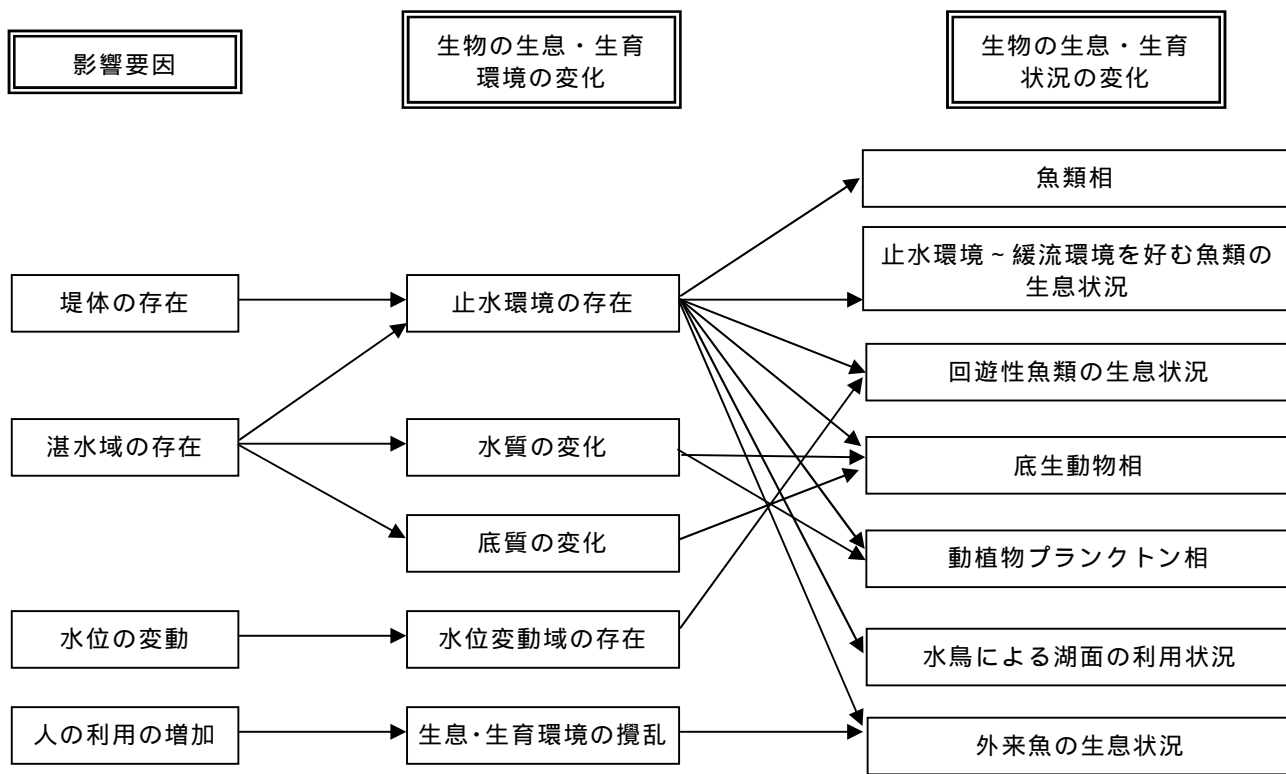 影響要因
生物の生息・生育
環境の変化
生物の生息・生育
状況の変化
魚類相
堤体の存在
止水環境の存在
止水環境~緩流環境を好む魚類の
生息状況
回遊性魚類の生息状況
湛水域の存在
水質の変化
底生動物相
底質の変化
動植物プランクトン相
水位の変動
水位変動域の存在
水鳥による湖面の利用状況
人の利用の増加
生息・生育環境の攪乱
外来魚の生息状況